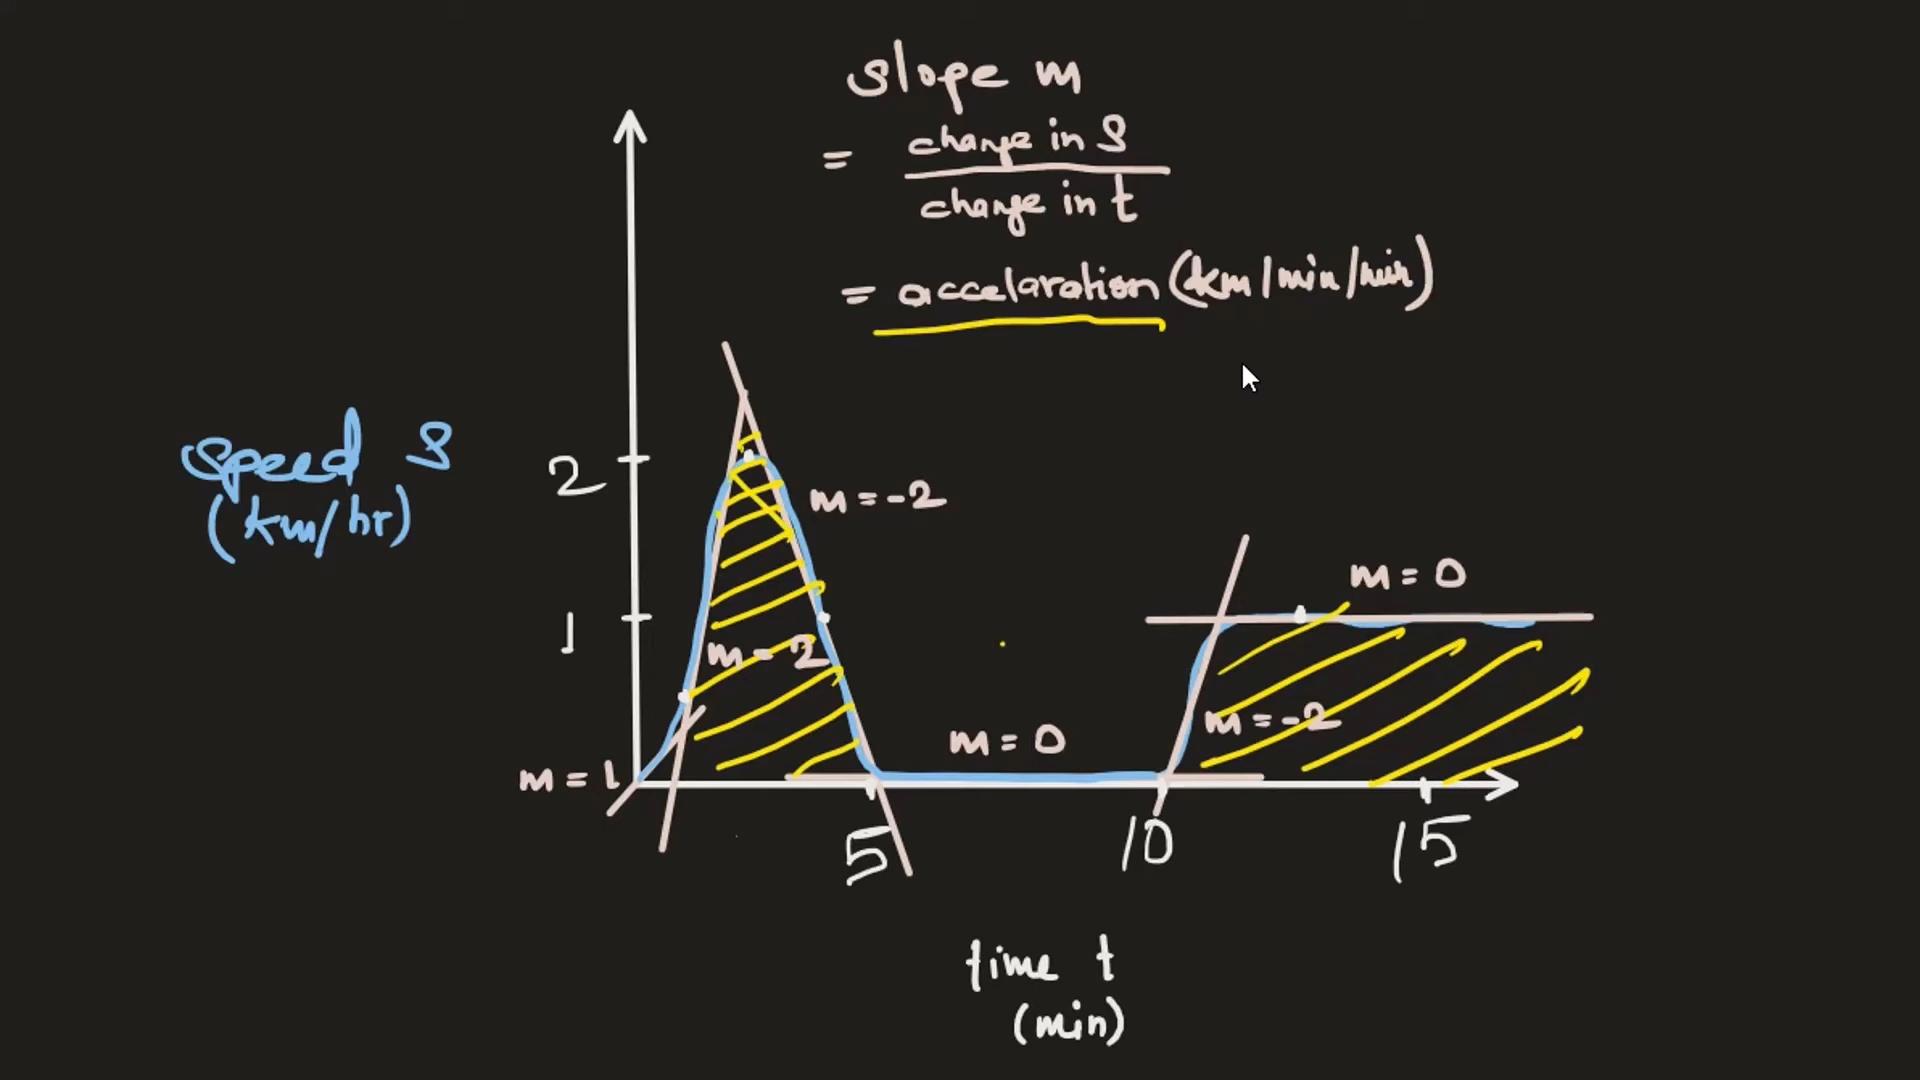 slope m
= change in S
change in t
= accelaration (km/min/min)
speed S
(km/hr)
2
m = -2
m = 0
1
m = 2
m = -2
m = 0
m = 1
5
10
15
time t
(min)